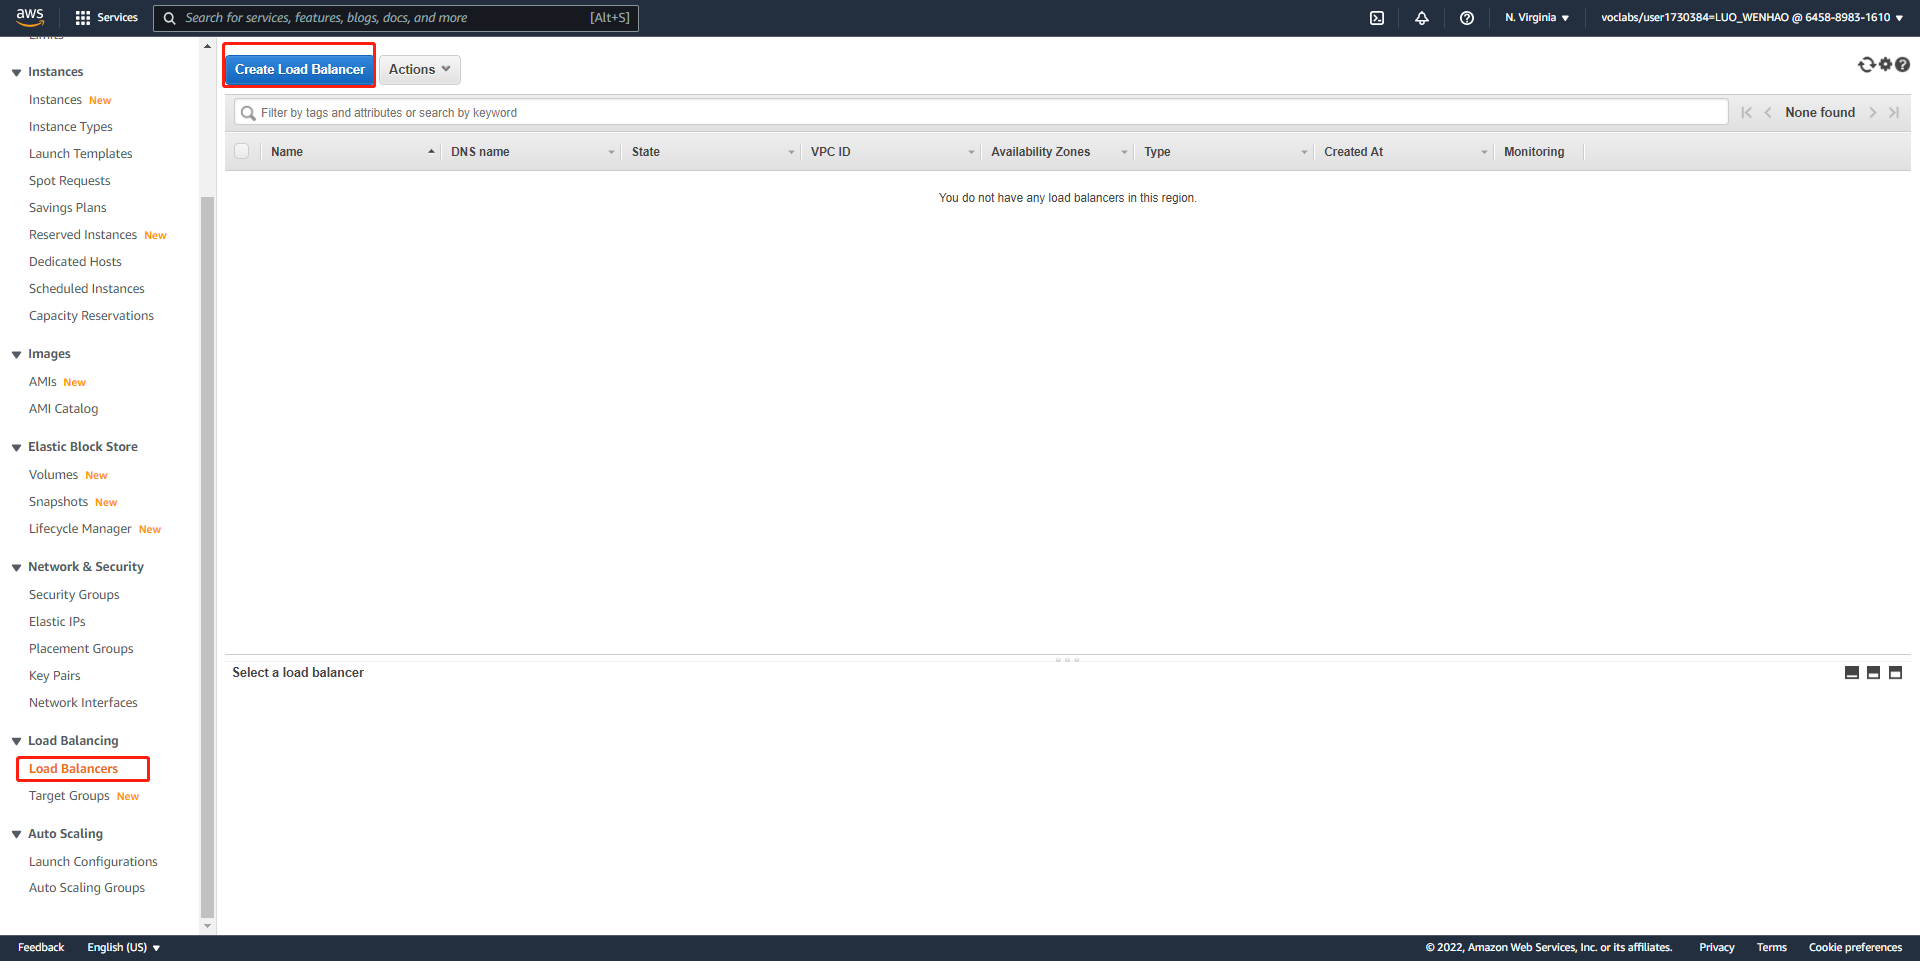 aws Services Search for services, features, blogs, docs, and more [Alt+S] N. Virginia voclabs/user1730384=LUO_WENHAO @ 6458-8983-1610
Limits
Instances
Instances New
Instance Types
Launch Templates
Spot Requests
Savings Plans
Reserved Instances New
Dedicated Hosts
Scheduled Instances
Capacity Reservations
Images
AMIs New
AMI Catalog
Elastic Block Store
Volumes New
Snapshots New
Lifecycle Manager New
Network & Security
Security Groups
Elastic IPs
Placement Groups
Key Pairs
Network Interfaces
Load Balancing
Load Balancers
Target Groups New
Auto Scaling
Launch Configurations
Auto Scaling Groups
Create Load Balancer Actions
Filter by tags and attributes or search by keyword None found
Name DNS name State VPC ID Availability Zones Type Created At Monitoring
You do not have any load balancers in this region.
Select a load balancer
Feedback English (US) © 2022, Amazon Web Services, Inc. or its affiliates. Privacy Terms Cookie preferences